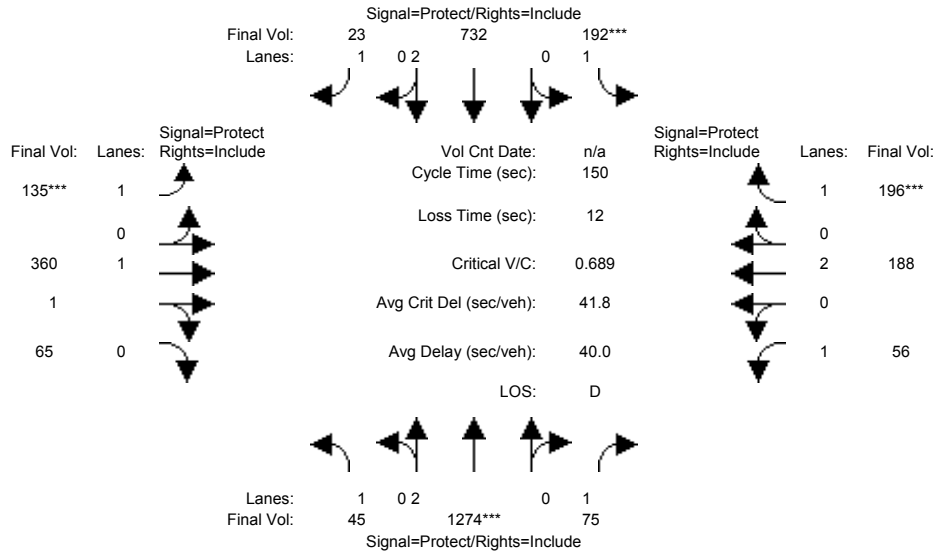 Signal=Protect/Rights=Include
Final Vol: 23 732 192***
Lanes: 1 0 2 0 1
Signal=Protect Signal=Protect
Final Vol: Lanes: Rights=Include Vol Cnt Date: n/a Rights=Include Lanes: Final Vol:
Cycle Time (sec): 150
135*** 1 1 196***
Loss Time (sec): 12
0 0
360 1 Critical V/C: 0.689 2 188
1 Avg Crit Del (sec/veh): 41.8 0
65 0 Avg Delay (sec/veh): 40.0 1 56
LOS: D
Lanes: 1 0 2 0 1
Final Vol: 45 1274*** 75
Signal=Protect/Rights=Include